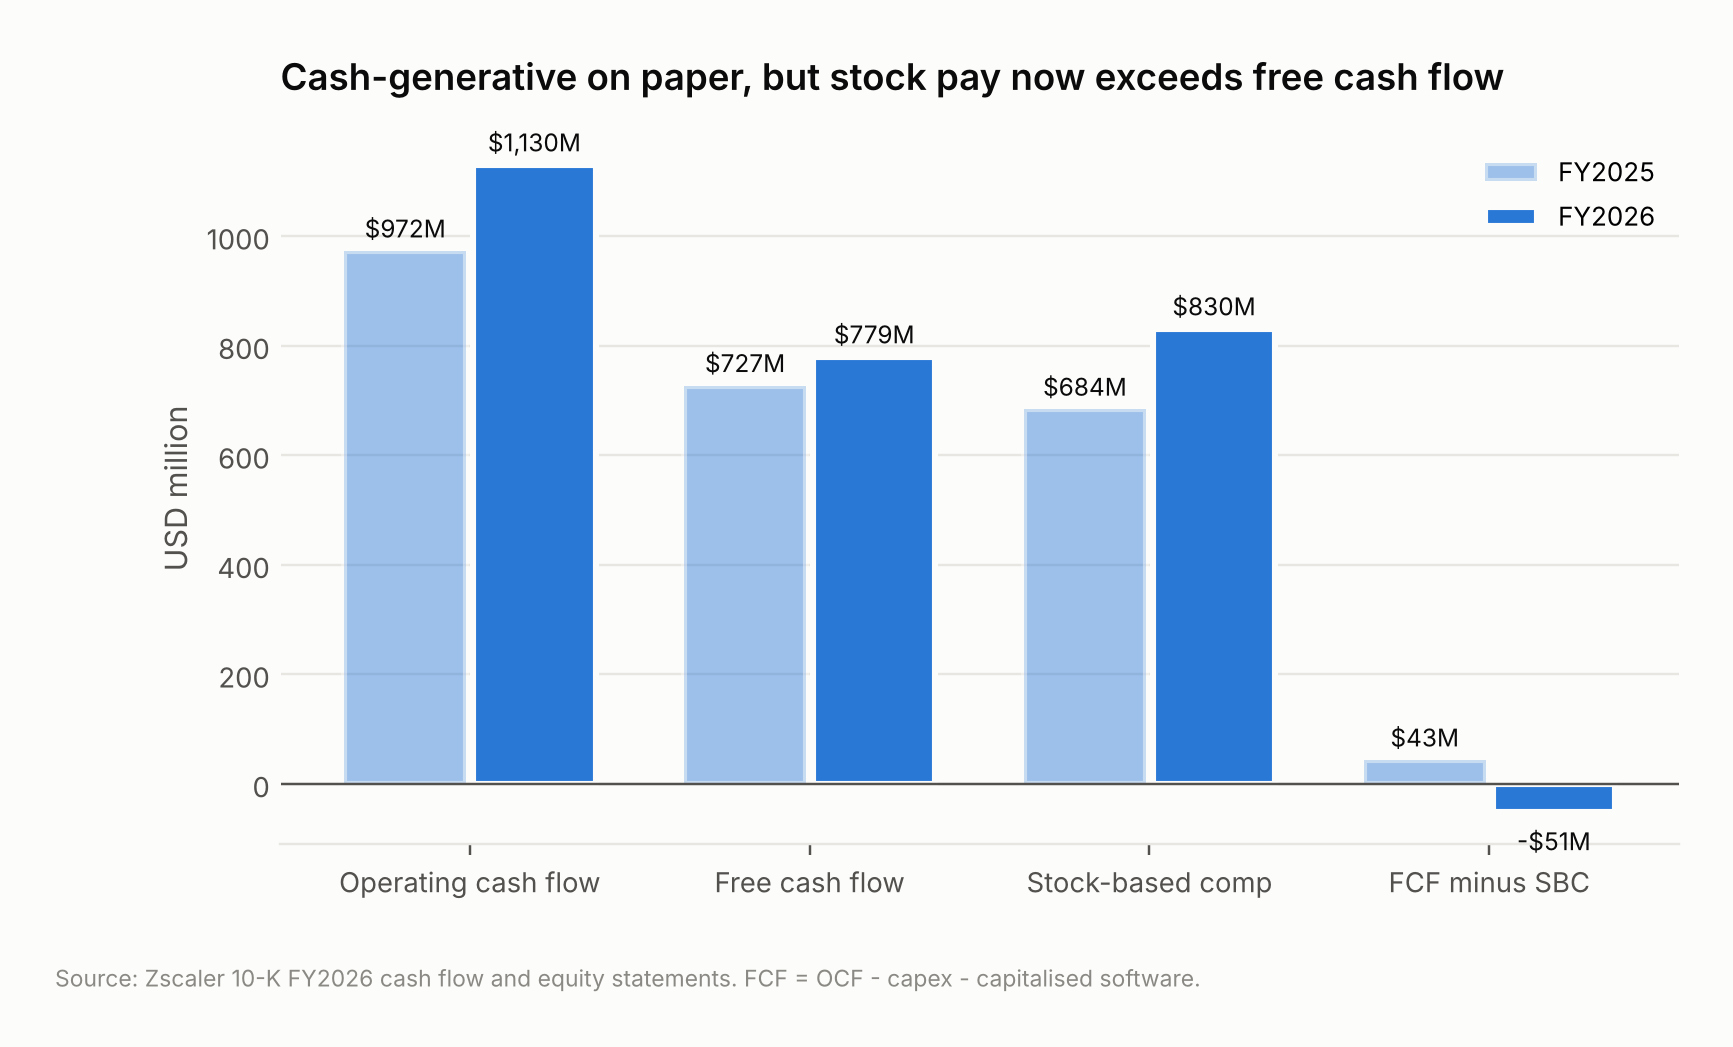 Cash-generative on paper, but stock pay now exceeds free cash flow
$1,130M
FY2025
$972M
FY2026
1000
$830M
$779M
800
$727M
$684M
USD million
600
400
200
$43M
0
-$51M
Operating cash flow
Free cash flow
Stock-based comp
FCF minus SBC
Source: Zscaler 10-K FY2026 cash flow and equity statements. FCF = OCF - capex - capitalised software.